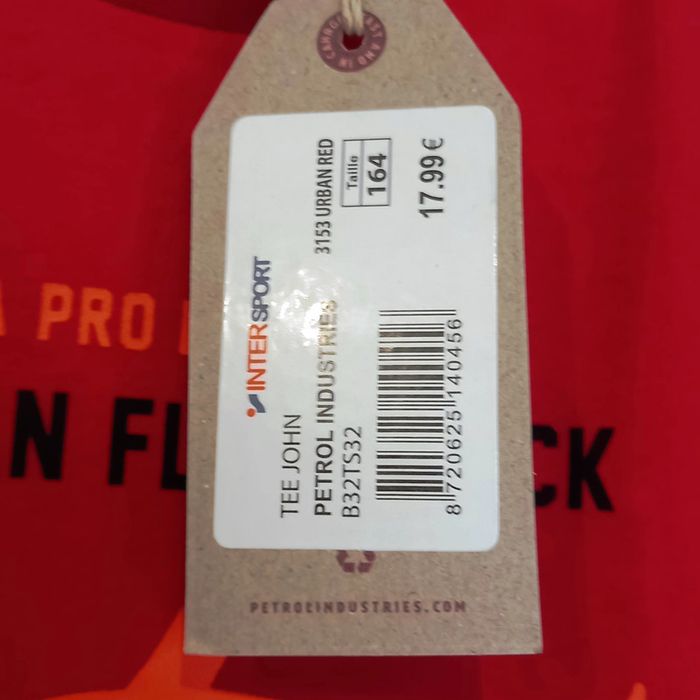 INTERSPORT
TEE JOHN
PETROL INDUSTRIES
3153 URBAN RED
B32TS32
Taille
164
17.99€
8 720625 140456
PETROLINDUSTRIES.COM
A PRO
N FL CK